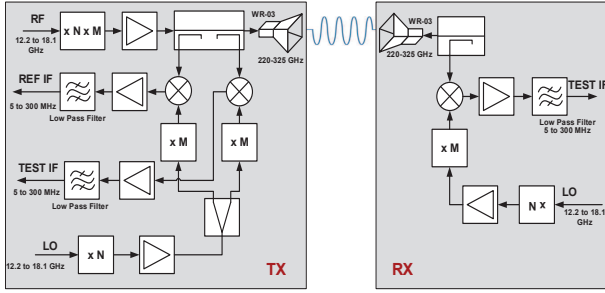 RF
12.2 to 18.1
GHz
x N x M
WR-03
220-325 GHz
REF IF
5 to 300 MHz
Low Pass Filter
x M
x M
TEST IF
5 to 300 MHz
Low Pass Filter
LO
12.2 to 18.1 GHz
x N
TX
WR-03
220-325 GHz
TEST IF
Low Pass Filter
5 to 300 MHz
x M
N x
LO
12.2 to 18.1
GHz
RX